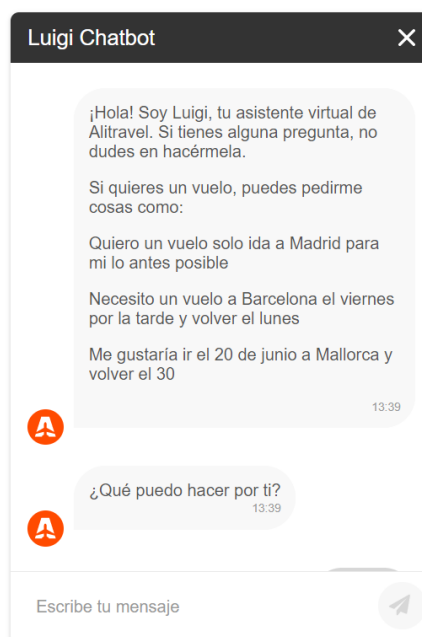 Luigi Chatbot
¡Hola! Soy Luigi, tu asistente virtual de
Alitravel. Si tienes alguna pregunta, no
dudes en hacérmela.
Si quieres un vuelo, puedes pedirme
cosas como:
Quiero un vuelo solo ida a Madrid para
mi lo antes posible
Necesito un vuelo a Barcelona el viernes
por la tarde y volver el lunes
Me gustaría ir el 20 de junio a Mallorca y
volver el 30
13:39
¿Qué puedo hacer por ti?
13:39
Escribe tu mensaje